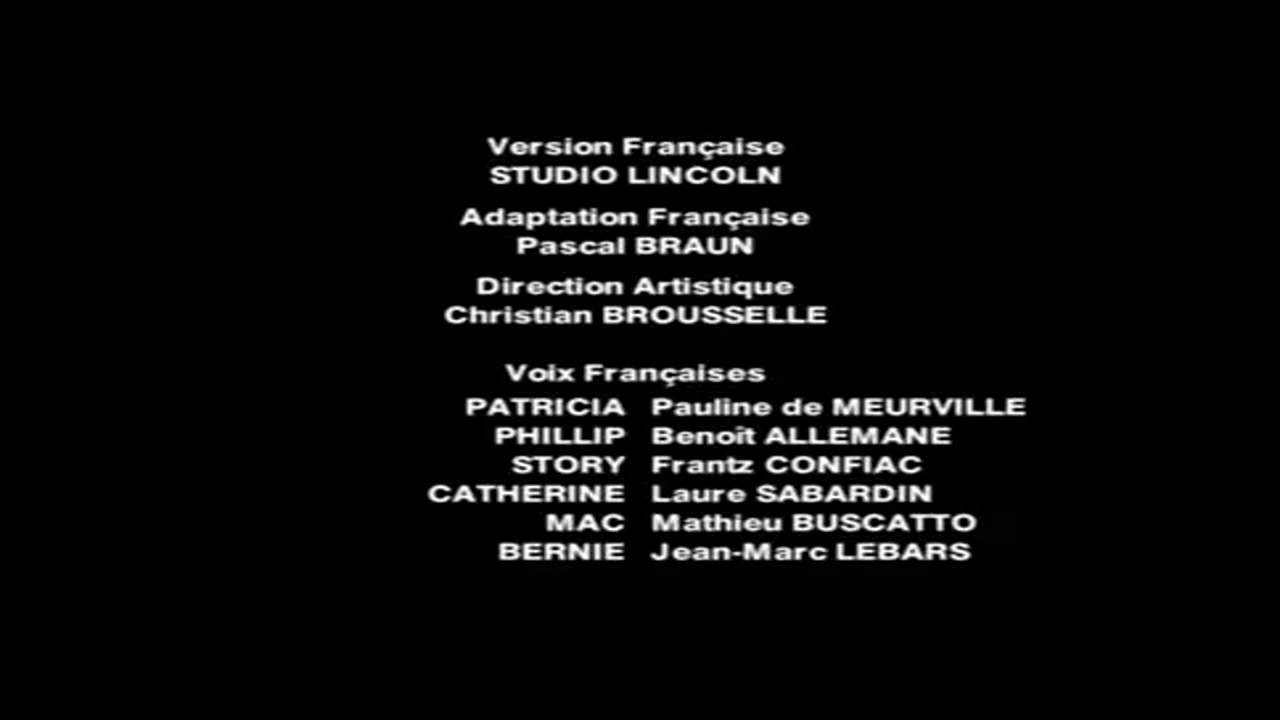 Version Française
STUDIO LINCOLN
Adaptation Française
Pascal BRAUN
Direction Artistique
Christian BROUSSELLE
Voix Françaises
PATRICIA Pauline de MEURVILLE
PHILLIP Benoît ALLEMANE
STORY Frantz CONFIAC
CATHERINE Laure SABARDIN
MAC Mathieu BUSCATTO
BERNIE Jean-Marc LEBARS